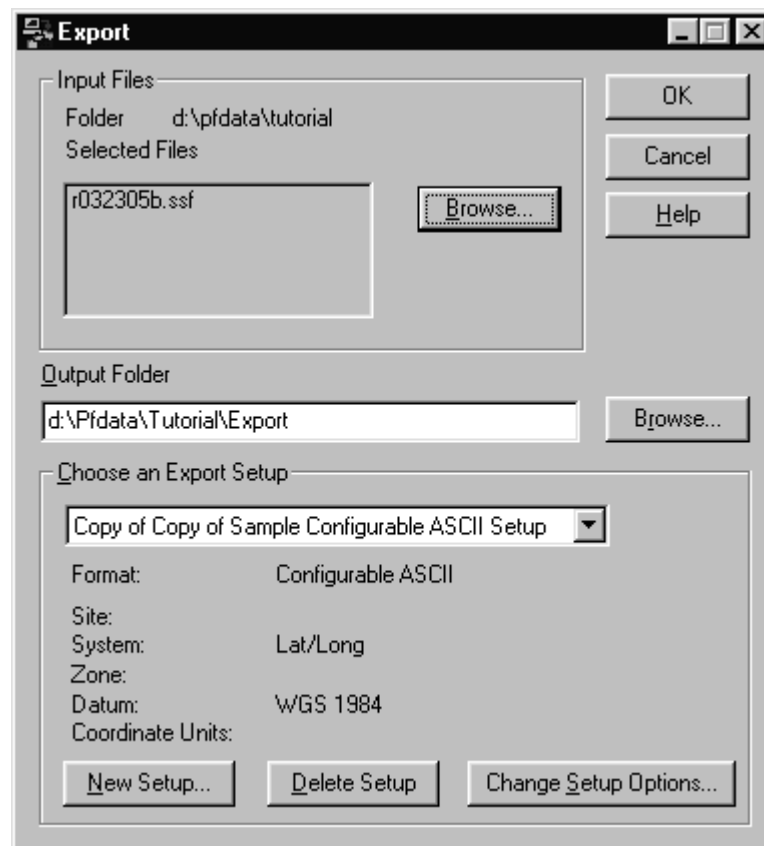 Export
Input Files
Folder d:\pfdata\tutorial
Selected Files
r032305b.ssf
Browse...
OK
Cancel
Help
Output Folder
d:\Pfdata\Tutorial\Export
Browse...
Choose an Export Setup
Copy of Copy of Sample Configurable ASCII Setup
Format: Configurable ASCII
Site:
System: Lat/Long
Zone:
Datum: WGS 1984
Coordinate Units:
New Setup... Delete Setup Change Setup Options...